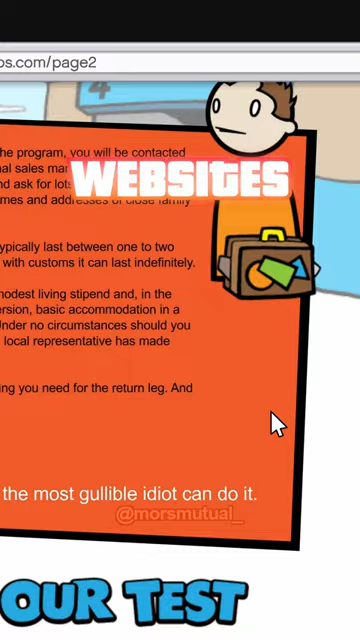 os.com/page2
4
he program, you will be contacted
nal sales ma
WEBSITES
nd ask for lots
mes and addresses of close family
ypically last between one to two
with customs it can last indefinitely.
modest living stipend and, in the
ersion, basic accommodation in a
Under no circumstances should you
local representative has made
ing you need for the return leg. And
the most gullible idiot can do it.
@morsmutual_
OUR TEST